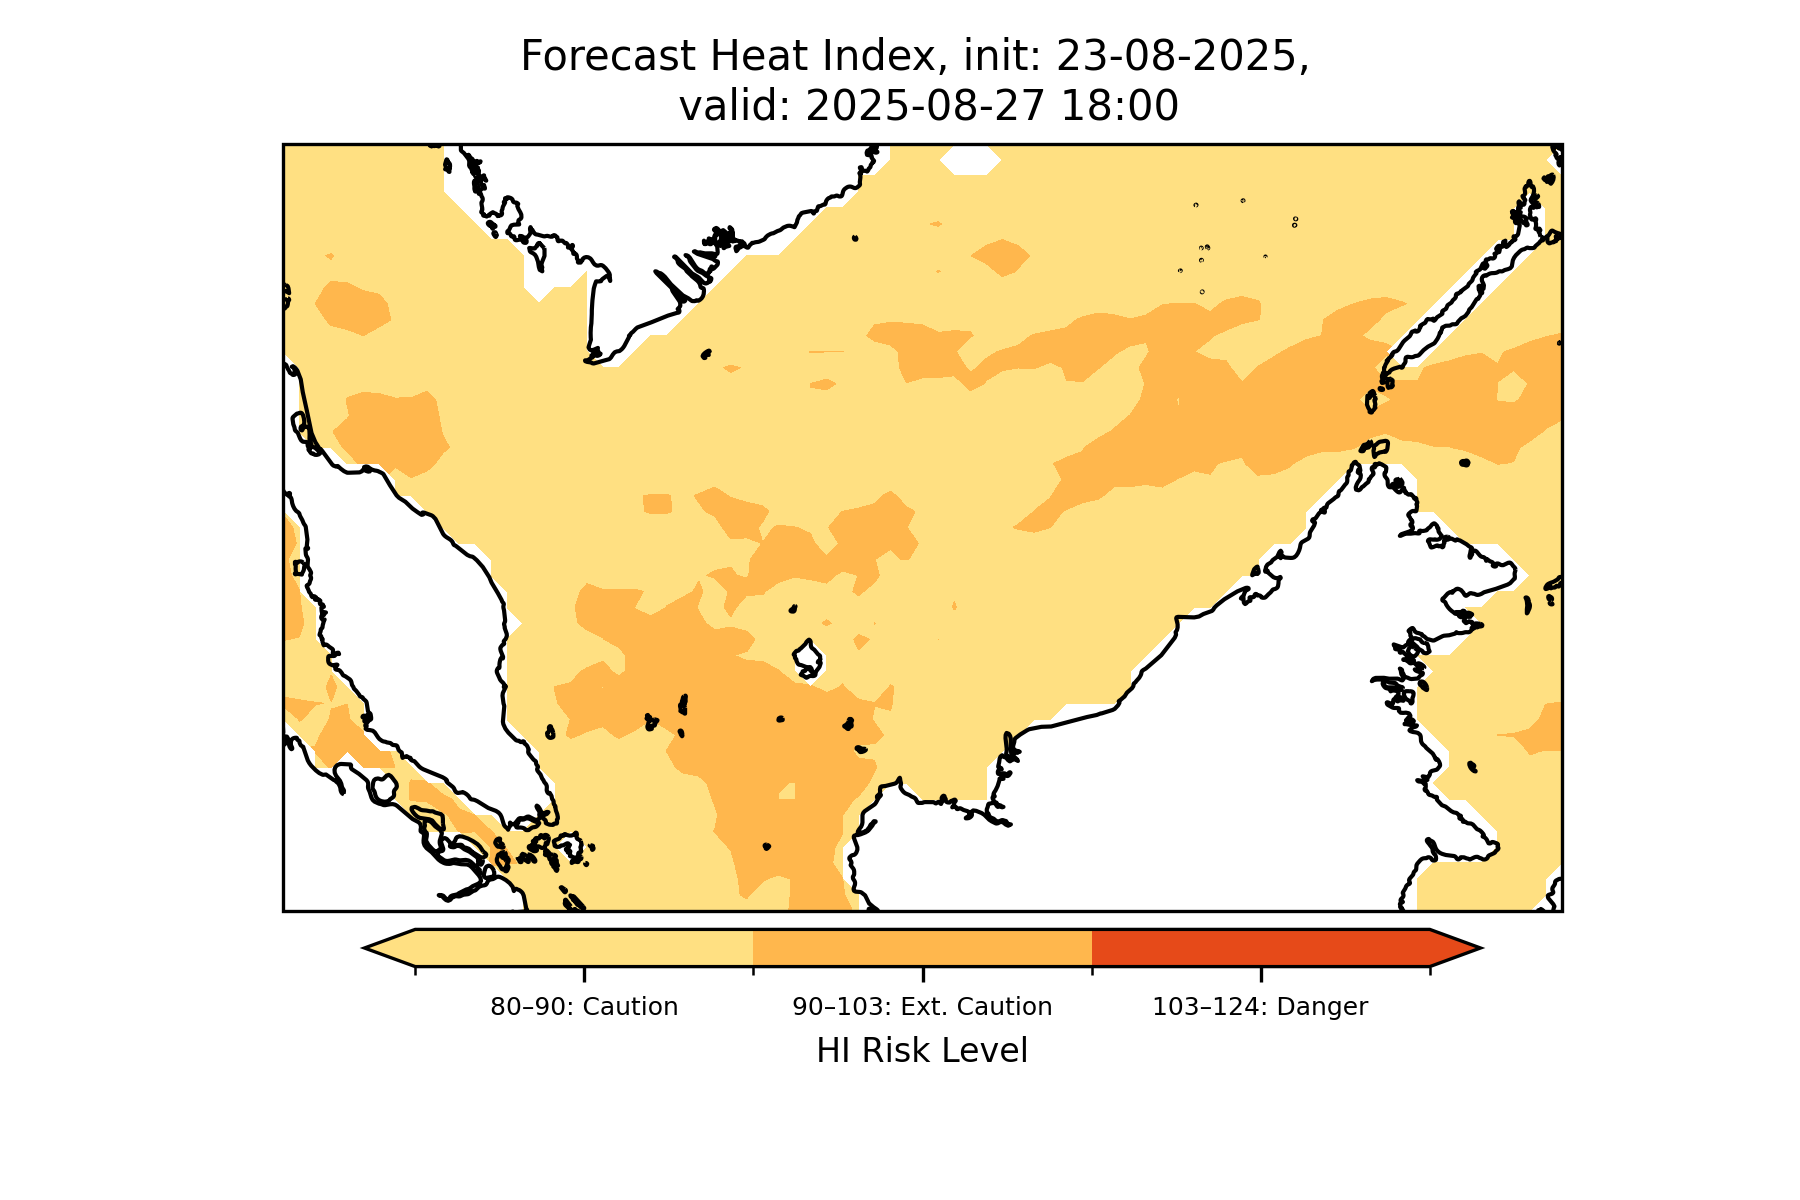 Forecast Heat Index, init: 23-08-2025,
valid: 2025-08-27 18:00
80–90: Caution
90–103: Ext. Caution
103–124: Danger
HI Risk Level